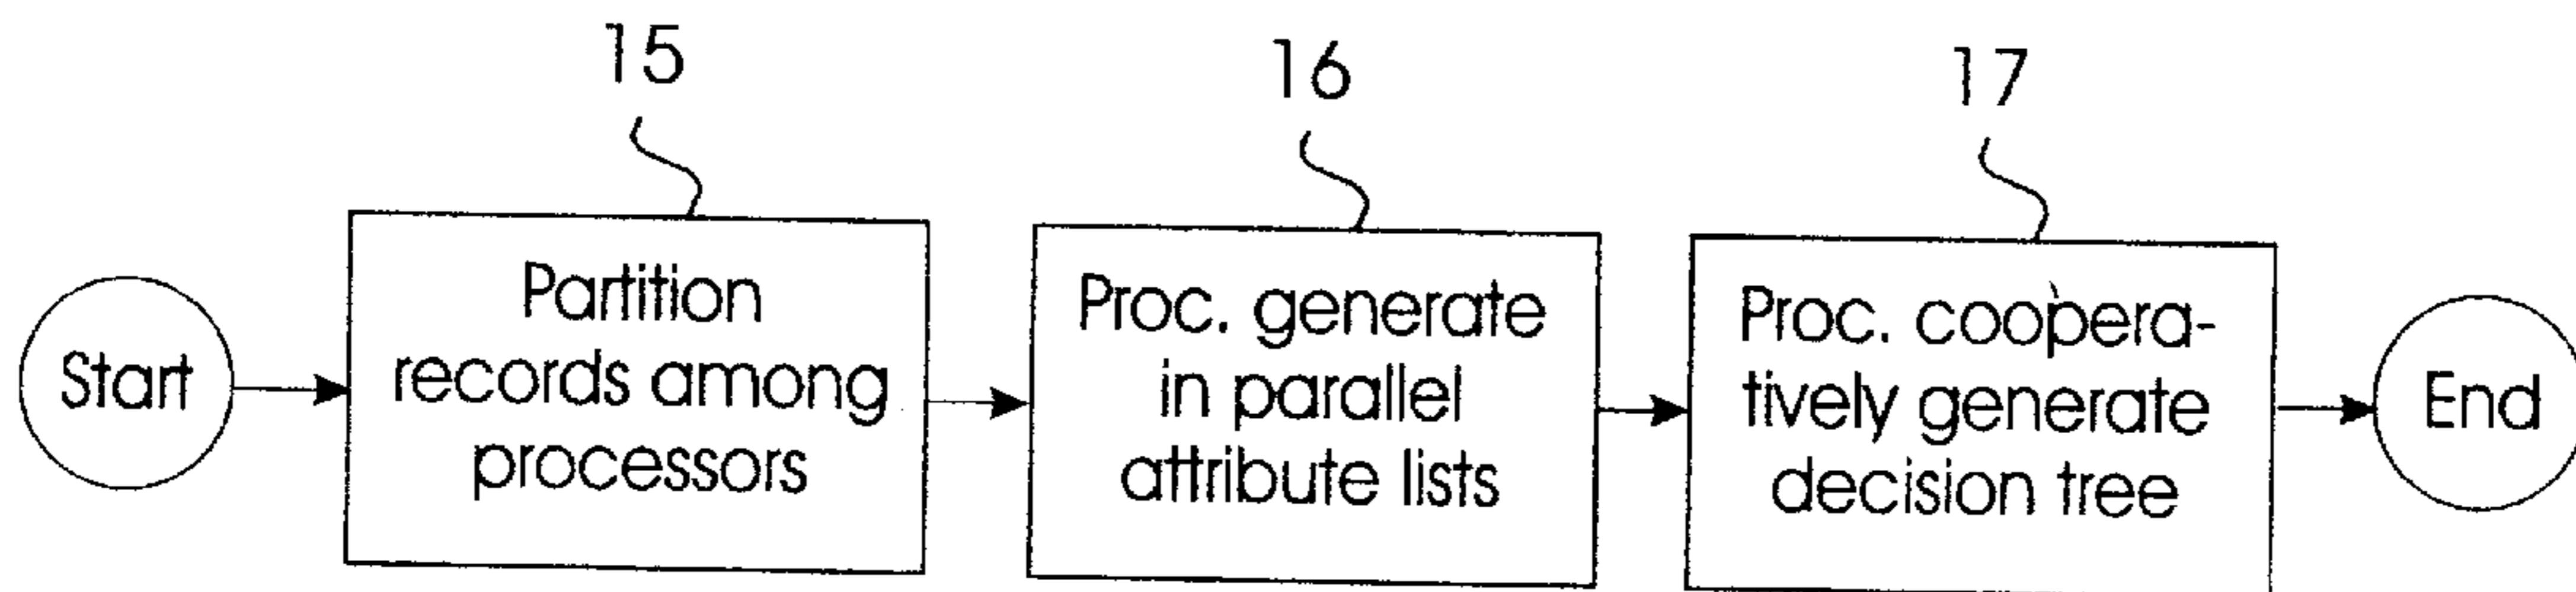 15
16
17
Start
Partition
records among
processors
Proc. generate
in parallel
attribute lists
Proc. coopera-
tively generate
decision tree
End